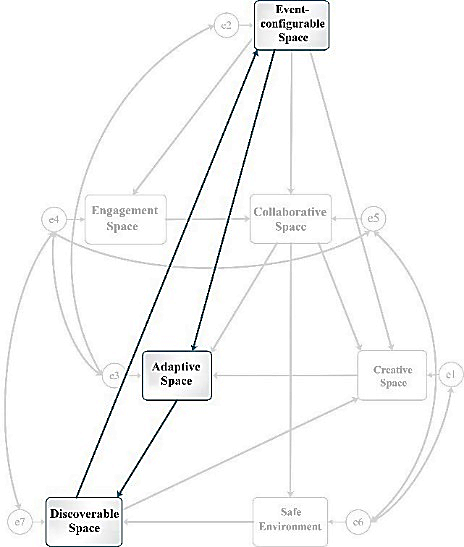 e2
Event-
configurable
Space
Engagement
Space
Collaborative
Space
e4
e5
Adaptive
Space
Creative
Space
e3
e1
Discoverable
Space
Safe
Environment
e7
e6